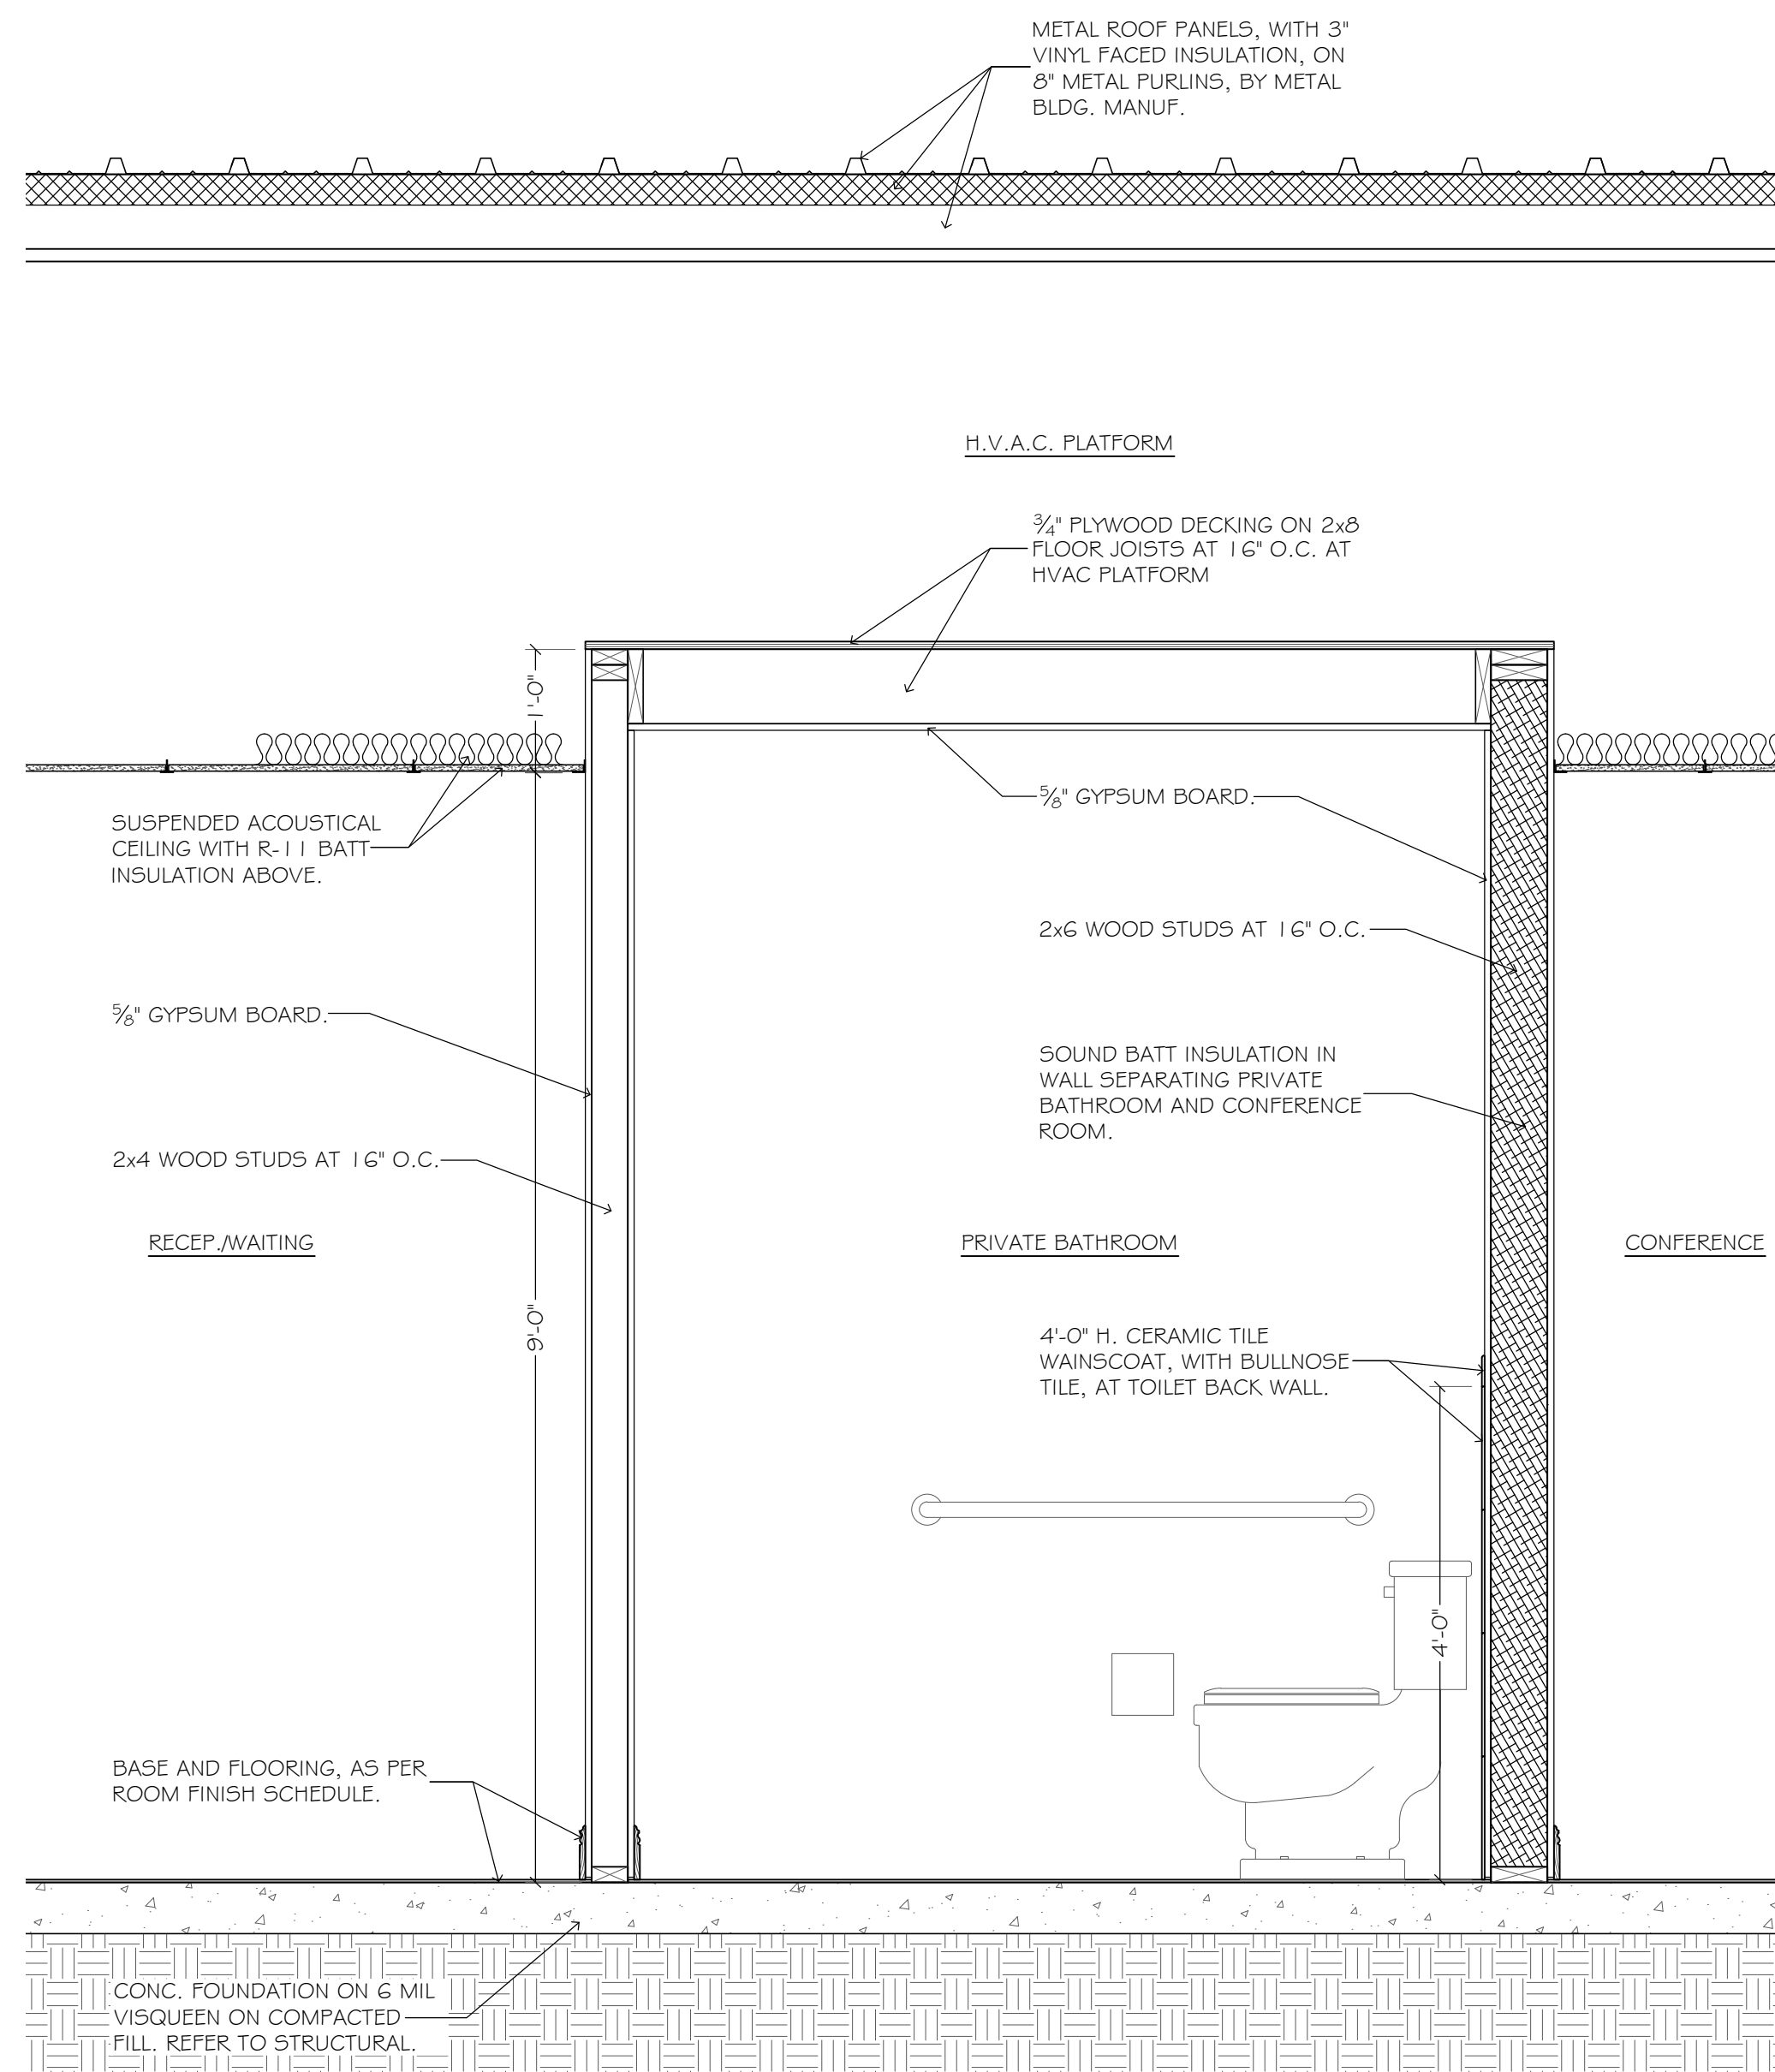 METAL ROOF PANELS, WITH 3"
VINYL FACED INSULATION, ON
8" METAL PURLINS, BY METAL
BLDG. MANUF.
H.V.A.C. PLATFORM
3/4" PLYWOOD DECKING ON 2x8
FLOOR JOISTS AT 16" O.C. AT
HVAC PLATFORM
1'-0"
SUSPENDED ACOUSTICAL
CEILING WITH R-11 BATT
INSULATION ABOVE.
5/8" GYPSUM BOARD.
2x6 WOOD STUDS AT 16" O.C.
5/8" GYPSUM BOARD.
SOUND BATT INSULATION IN
WALL SEPARATING PRIVATE
BATHROOM AND CONFERENCE
ROOM.
2x4 WOOD STUDS AT 16" O.C.
RECEP./WAITING
PRIVATE BATHROOM
CONFERENCE
9'-0"
4'-0" H. CERAMIC TILE
WAINSCOAT, WITH BULLNOSE
TILE, AT TOILET BACK WALL.
4'-0"
BASE AND FLOORING, AS PER
ROOM FINISH SCHEDULE.
CONC. FOUNDATION ON 6 MIL
VISQUEEN ON COMPACTED
FILL. REFER TO STRUCTURAL.